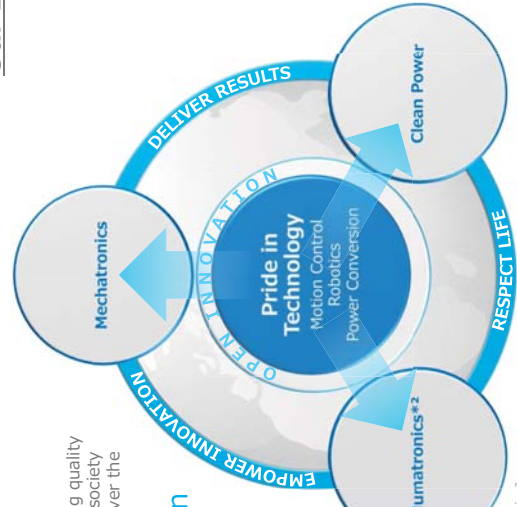 g quality
society
ver the
n
Mechatronics
DELIVER RESULTS
OPEN INNOVATION
Pride in
Technology
Motion Control
Robotics
Power Conversion
Clean Power
EMPOWER INNOVATION
umatronics*2
RESPECT LIFE